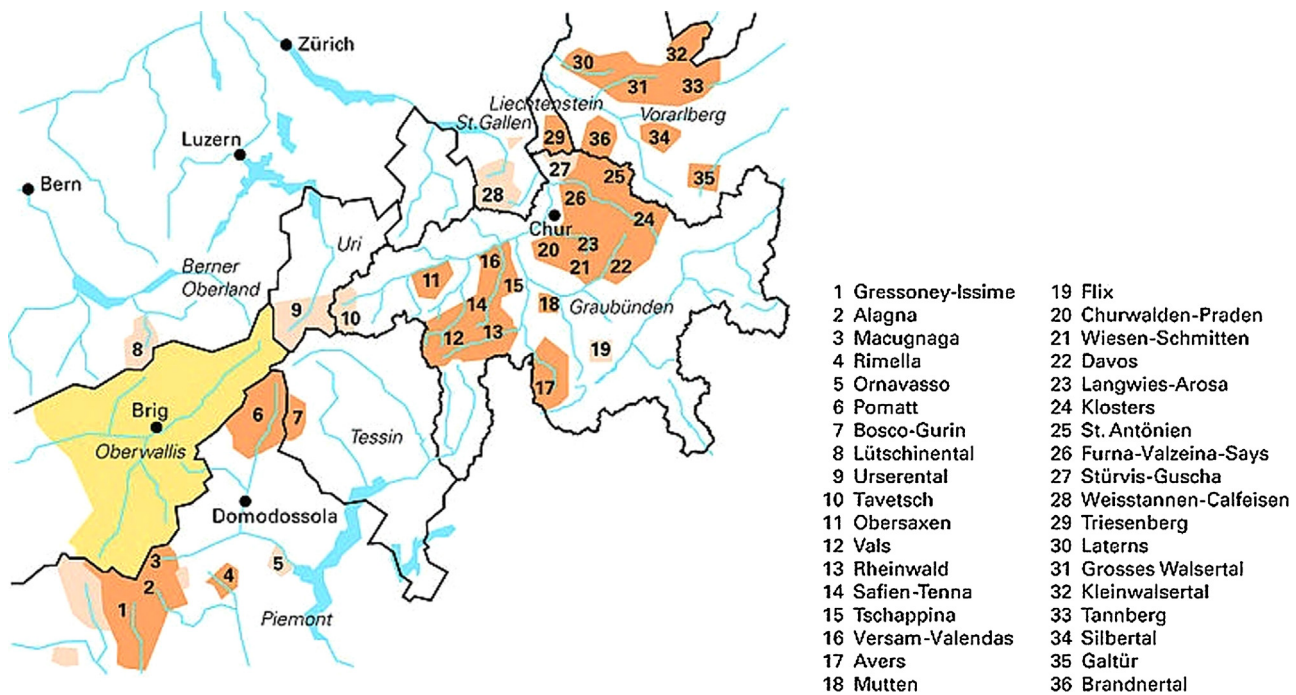 Zürich
Luzern
Bern
Liechtenstein
St.Gallen
Vorarlberg
Uri
Chur
Berner
Oberland
Graubünden
Brig
Oberwallis
Tessin
Domodossola
Piemont
30
32
31
33
29
36
34
27
25
35
28
26
24
20
23
21
22
16
11
15
14
18
9
10
12
13
19
8
17
6
7
3
2
4
5
1
1 Gressoney-Issime
2 Alagna
3 Macugnaga
4 Rimella
5 Ornavasso
6 Pomatt
7 Bosco-Gurin
8 Lütschinental
9 Urserental
10 Tavetsch
11 Obersaxen
12 Vals
13 Rheinwald
14 Safien-Tenna
15 Tschappina
16 Versam-Valendas
17 Avers
18 Mutten
19 Flix
20 Churwalden-Praden
21 Wiesen-Schmitten
22 Davos
23 Langwies-Arosa
24 Klosters
25 St. Antönien
26 Furna-Valzeina-Says
27 Stürvis-Guscha
28 Weisstannen-Calfeisen
29 Triesenberg
30 Laterns
31 Grosses Walsertal
32 Kleinwalsertal
33 Tannberg
34 Silbertal
35 Galtür
36 Brandnertal